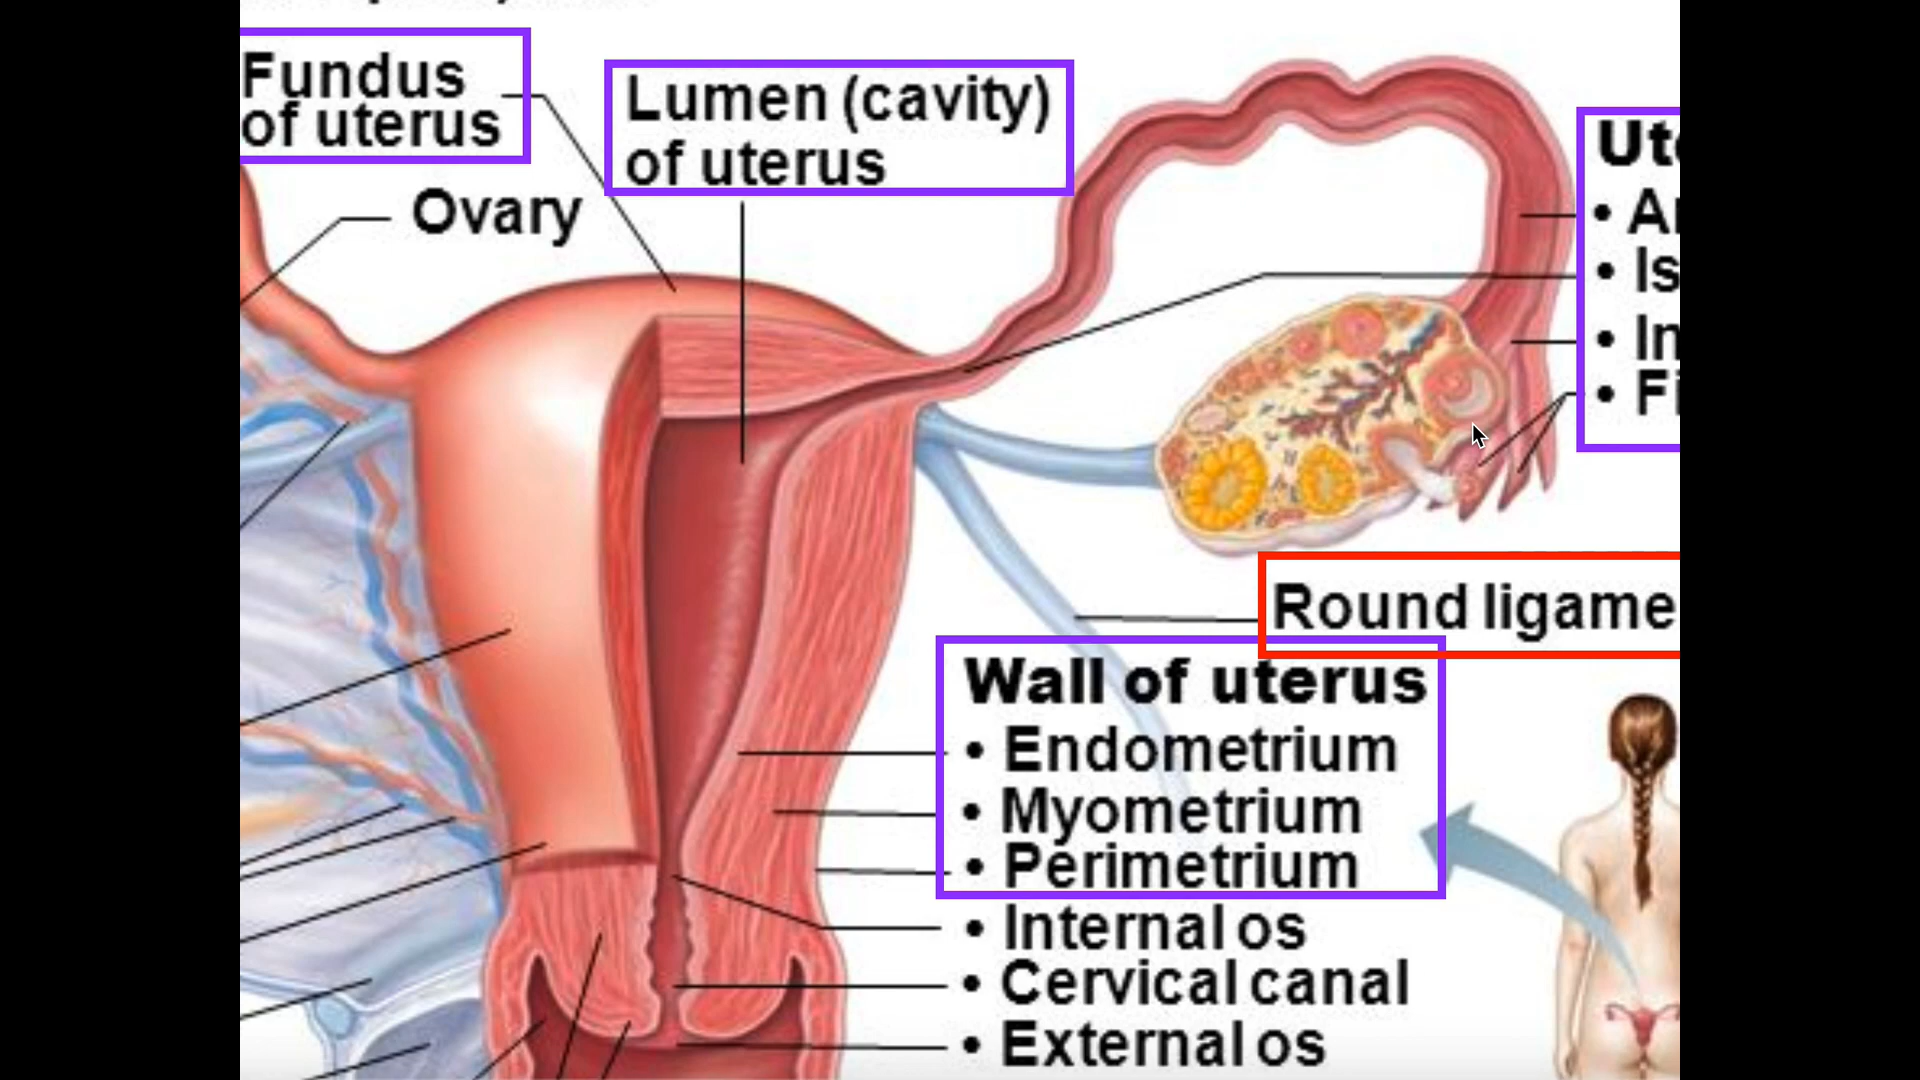 Fundus
of uterus
Lumen (cavity)
of uterus
Ovary
Round
Wall of uterus
• Endometrium
• Myometrium
• Perimetrium
• Internal os
• Cervical canal
• External os